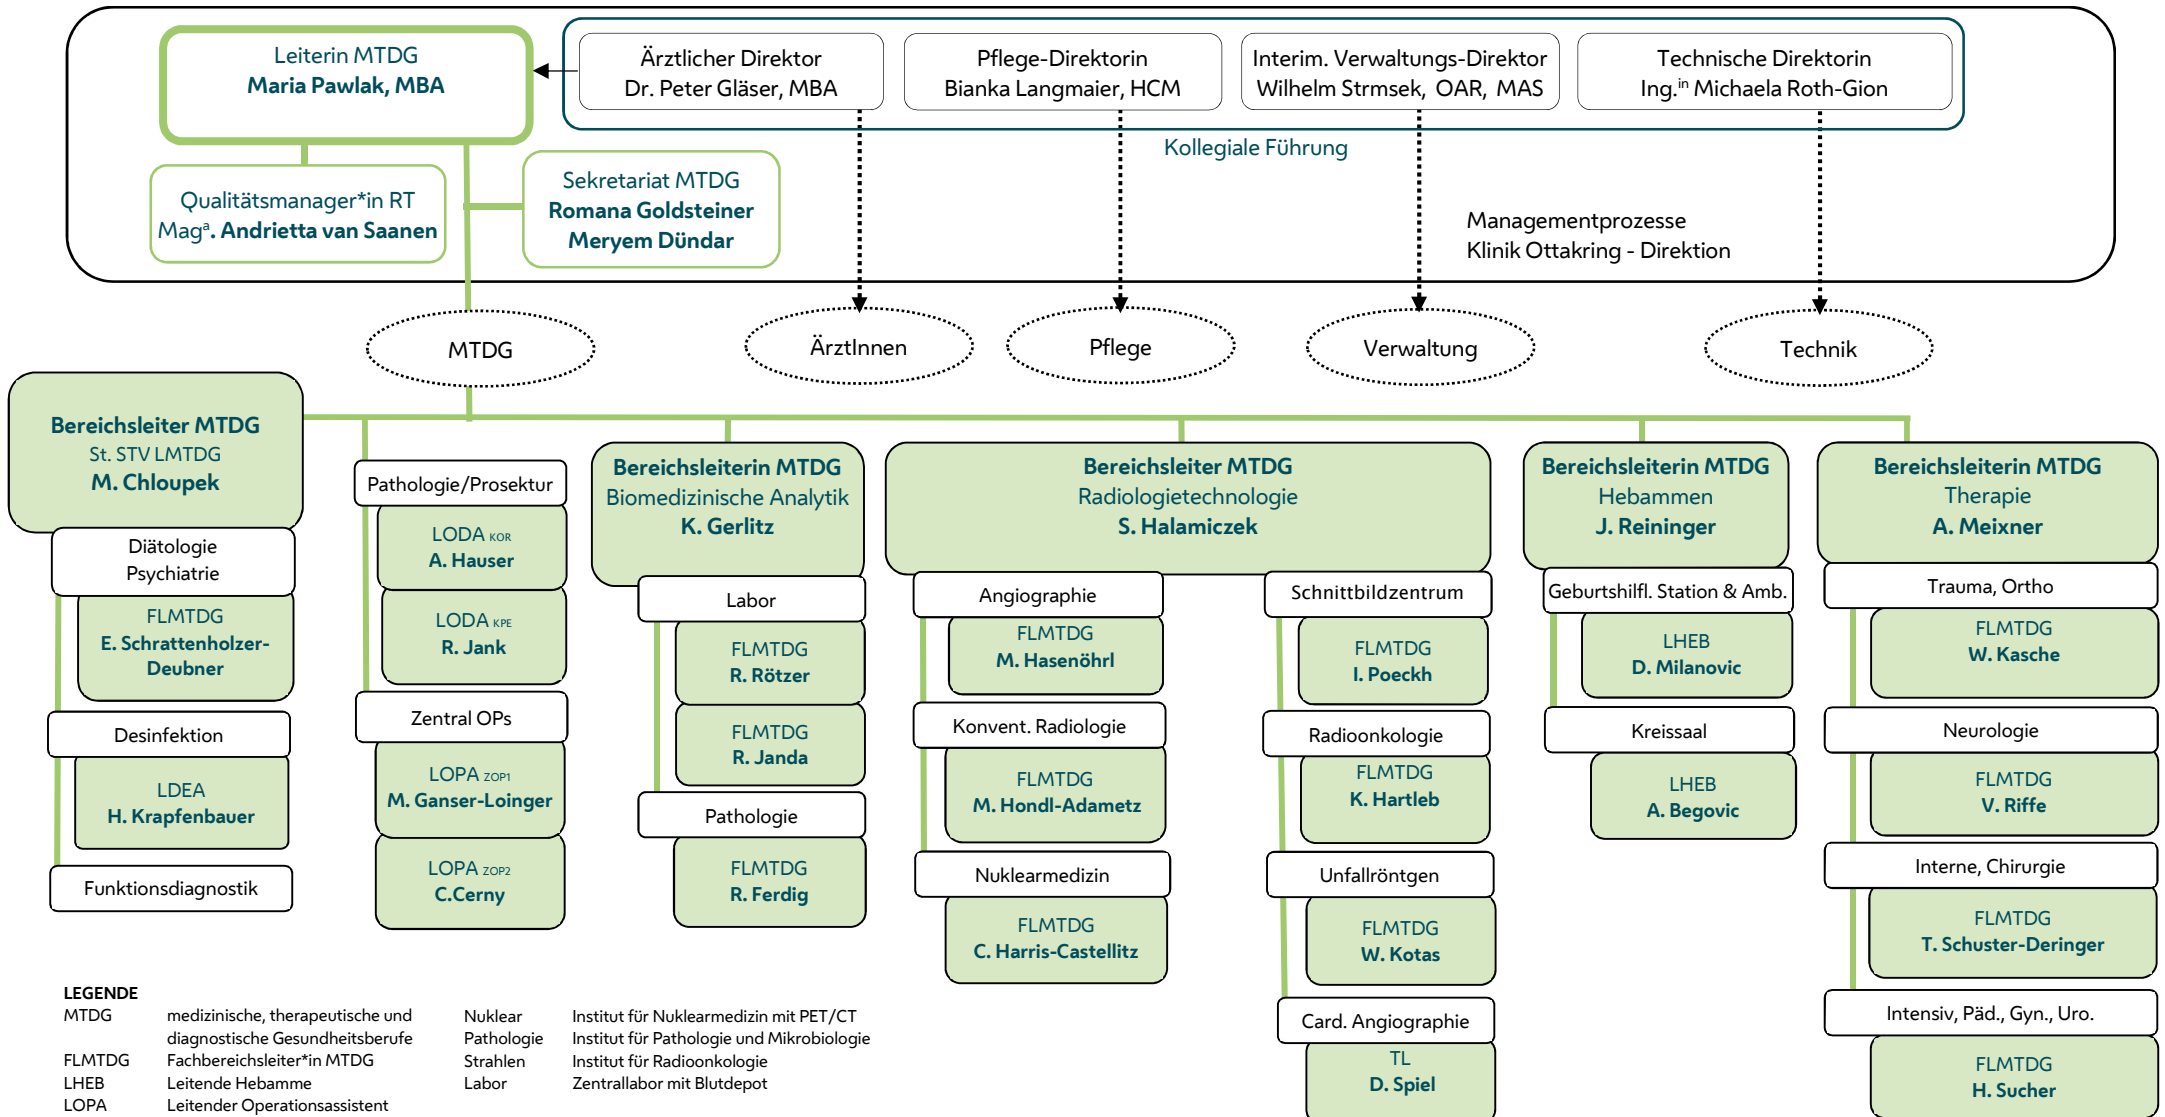 Leiterin MTDG
Maria Pawlak, MBA
Ärztlicher Direktor
Dr. Peter Gläser, MBA
Pflege-Direktorin
Bianka Langmaier, HCM
Interim. Verwaltungs-Direktor
Wilhelm Strmsek, OAR, MAS
Technische Direktorin
Ing.in Michaela Roth-Gion
Kollegiale Führung
Qualitätsmanager*in RT
Maga. Andrietta van Saanen
Sekretariat MTDG
Romana Goldsteiner
Meryem Dündar
Managementprozesse
Klinik Ottakring - Direktion
MTDG
ÄrztInnen
Pflege
Verwaltung
Technik
Bereichsleiter MTDG
St. STV LMTDG
M. Chloupek
Diätologie
Psychiatrie
FLMTDG
E. Schrattenholzer-
Deubner
Desinfektion
LDEA
H. Krapfenbauer
Funktionsdiagnostik
Pathologie/Prosektur
LODA KOR
A. Hauser
LODA KPE
R. Jank
Zentral OPs
LOPA ZOP1
M. Ganser-Loinger
LOPA ZOP2
C.Cerny
Bereichsleiterin MTDG
Biomedizinische Analytik
K. Gerlitz
Labor
FLMTDG
R. Rötzer
FLMTDG
R. Janda
Pathologie
FLMTDG
R. Ferdig
Bereichsleiter MTDG
Radiologietechnologie
S. Halamiczek
Angiographie
FLMTDG
M. Hasenöhrl
Konvent. Radiologie
FLMTDG
M. Hondl-Adametz
Nuklearmedizin
FLMTDG
C. Harris-Castellitz
Schnittbildzentrum
FLMTDG
I. Poeckh
Radioonkologie
FLMTDG
K. Hartleb
Unfallröntgen
FLMTDG
W. Kotas
Card. Angiographie
TL
D. Spiel
Bereichsleiterin MTDG
Hebammen
J. Reininger
Geburtshilfl. Station & Amb.
LHEB
D. Milanovic
Kreissaal
LHEB
A. Begovic
Bereichsleiterin MTDG
Therapie
A. Meixner
Trauma, Ortho
FLMTDG
W. Kasche
Neurologie
FLMTDG
V. Riffe
Interne, Chirurgie
FLMTDG
T. Schuster-Deringer
Intensiv, Päd., Gyn., Uro.
FLMTDG
H. Sucher
LEGENDE
MTDG medizinische, therapeutische und
diagnostische Gesundheitsberufe
FLMTDG Fachbereichsleiter*in MTDG
LHEB Leitende Hebamme
LOPA Leitender Operationsassistent
Nuklear Institut für Nuklearmedizin mit PET/CT
Pathologie Institut für Pathologie und Mikrobiologie
Strahlen Institut für Radioonkologie
Labor Zentrallabor mit Blutdepot